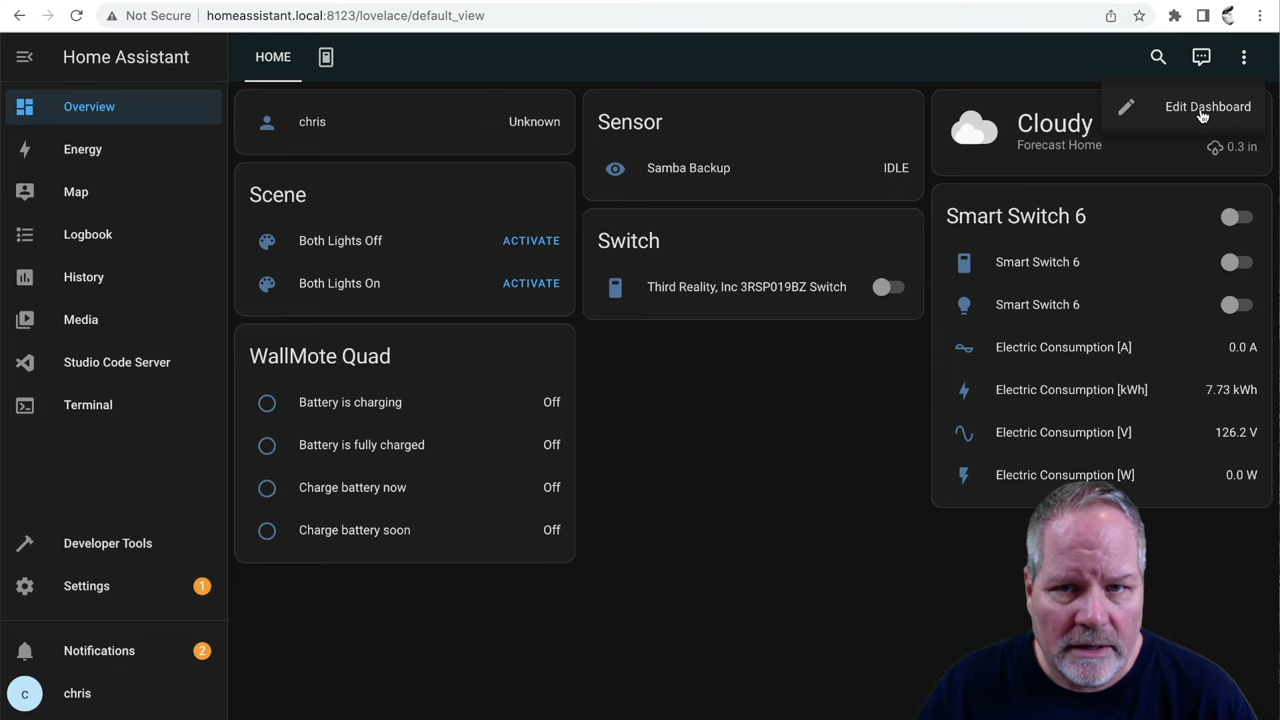 Not Secure
homeassistant.local:8123/lovelace/default_view
Home Assistant
HOME
Overview
Energy
Map
Logbook
History
Media
Studio Code Server
Terminal
Developer Tools
Settings
1
Notifications
2
c
chris
chris
Unknown
Scene
Both Lights Off
ACTIVATE
Both Lights On
ACTIVATE
WallMote Quad
Battery is charging
Off
Battery is fully charged
Off
Charge battery now
Off
Charge battery soon
Off
Sensor
Samba Backup
IDLE
Switch
Third Reality, Inc 3RSP019BZ Switch
Edit Dashboard
Cloudy
Forecast Home
0.3 in
Smart Switch 6
Smart Switch 6
Smart Switch 6
Electric Consumption [A]
0.0 A
Electric Consumption [kWh]
7.73 kWh
Electric Consumption [V]
126.2 V
Electric Consumption [W]
0.0 W